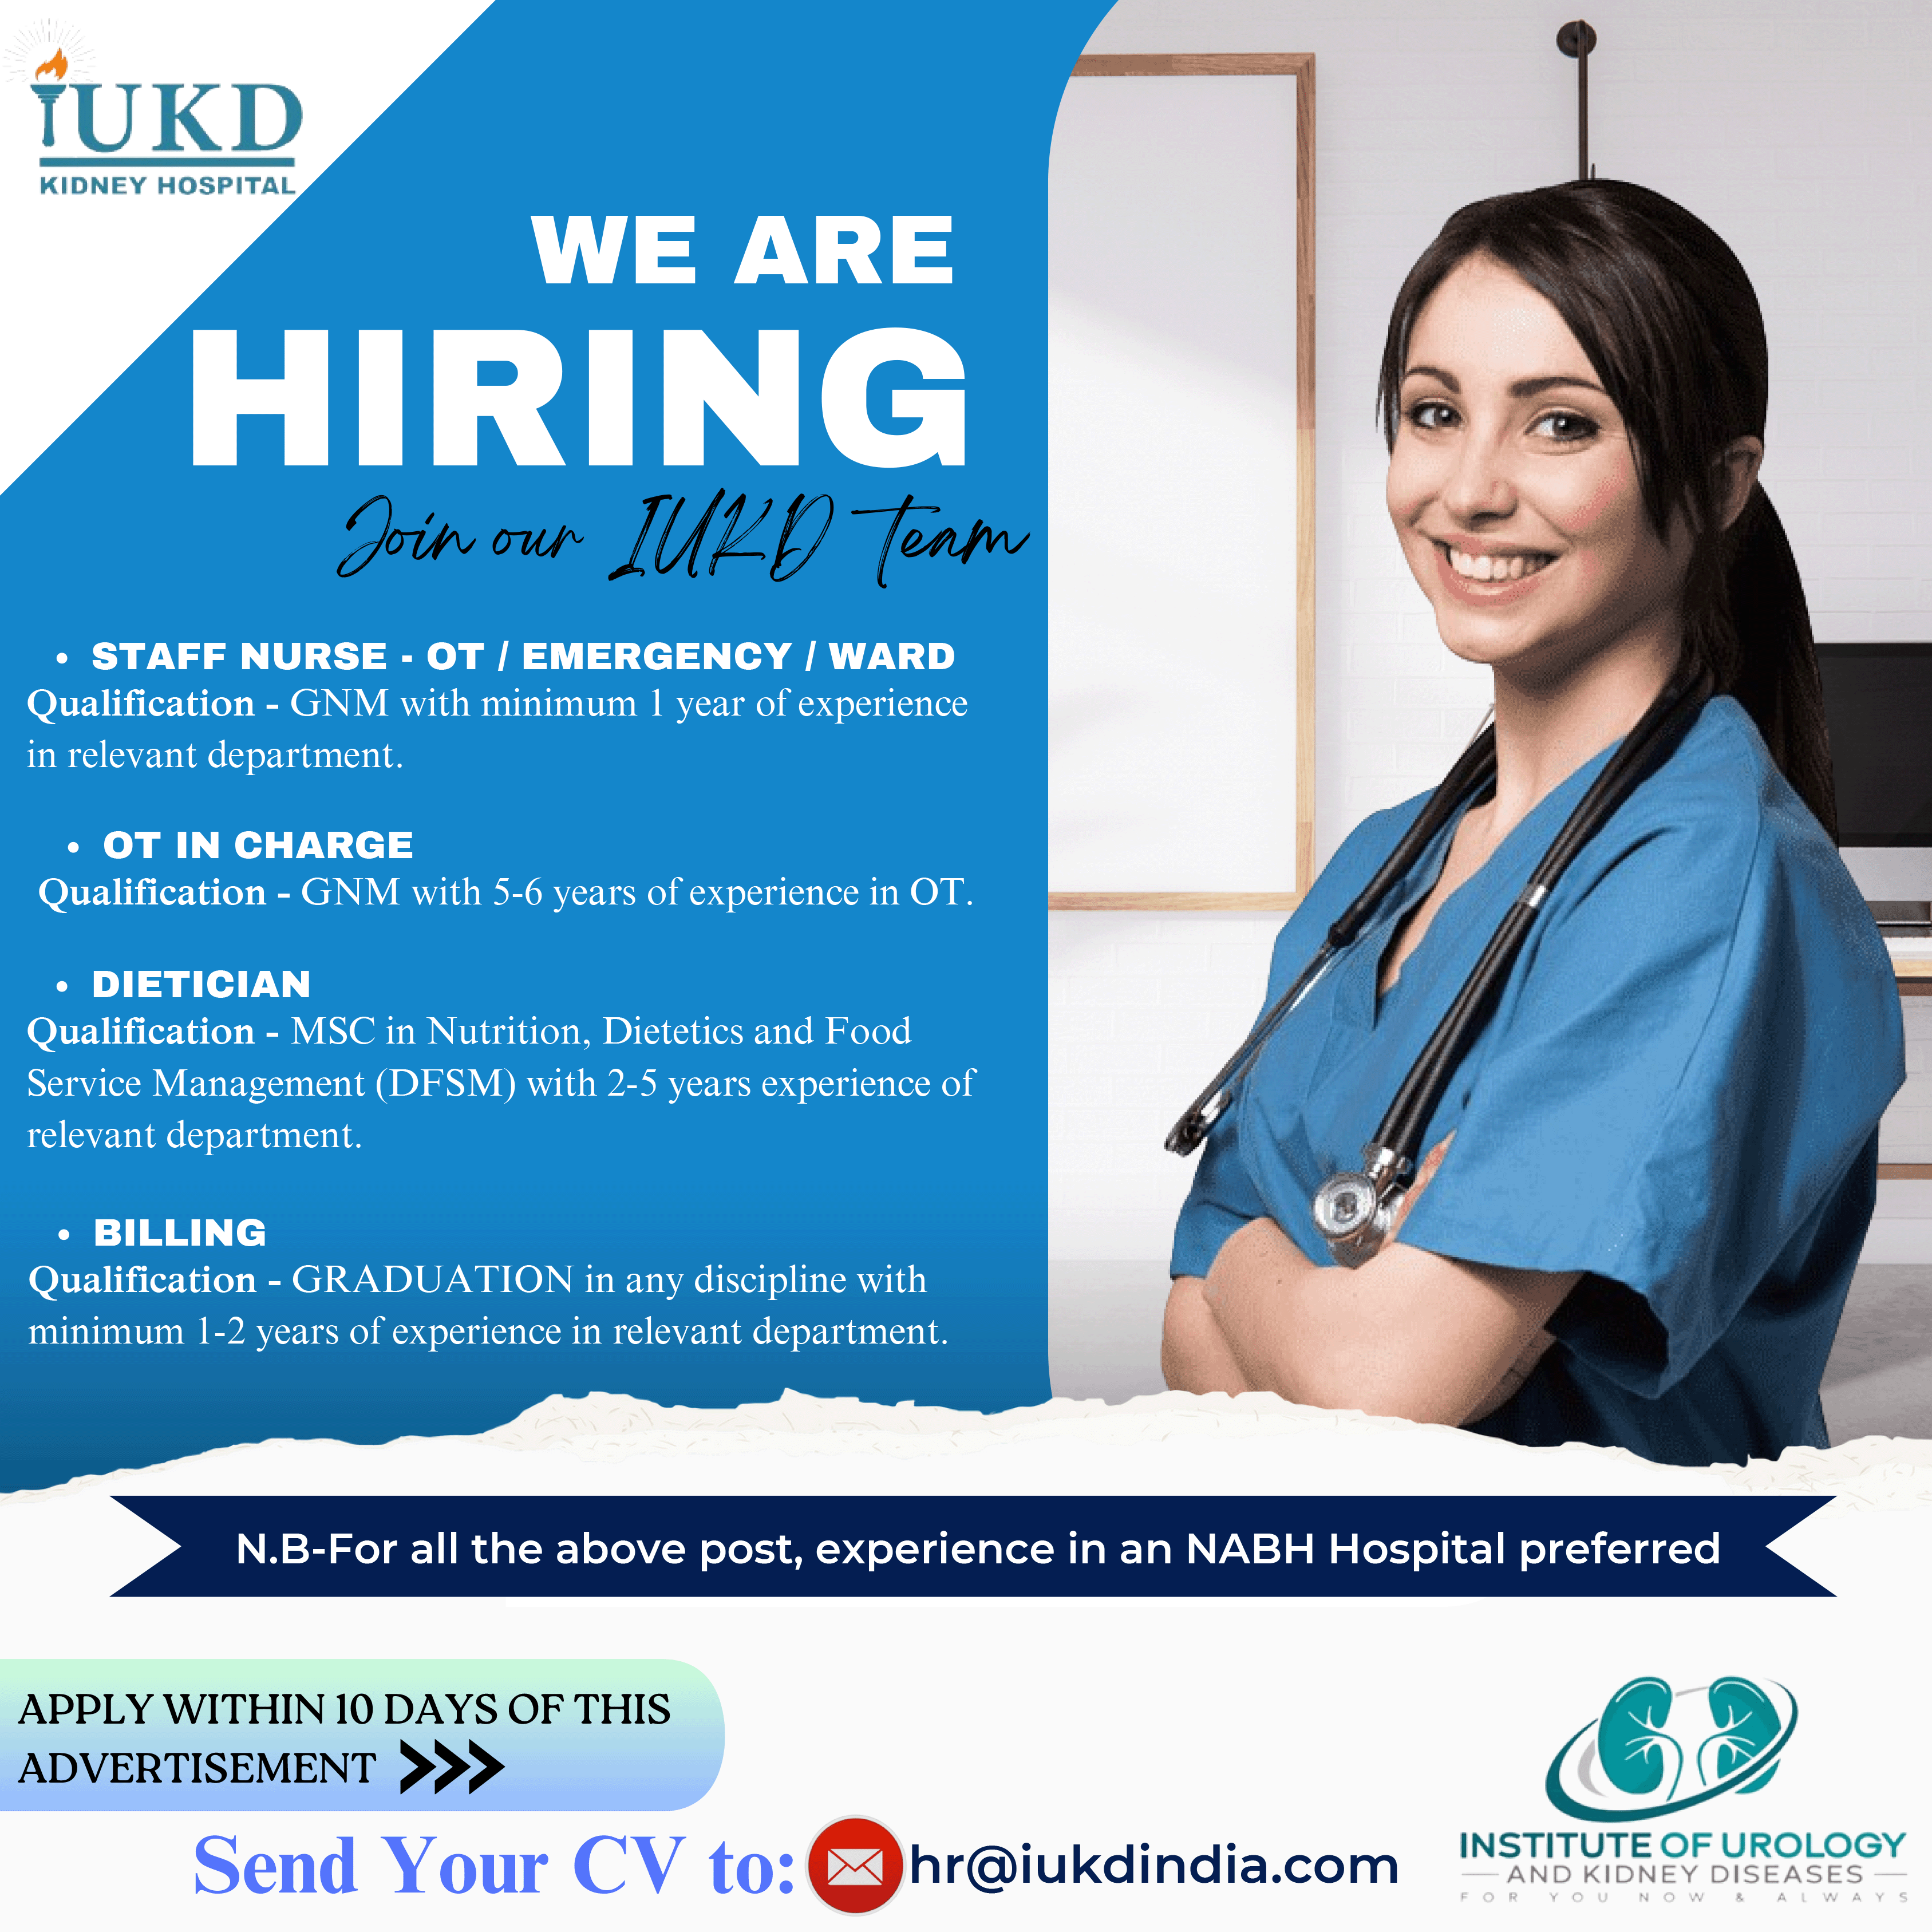 iUKD
KIDNEY HOSPITAL
WE ARE
HIRING
Join our IUKD Team
• STAFF NURSE - OT / EMERGENCY / WARD
Qualification - GNM with minimum 1 year of experience
in relevant department.
• OT IN CHARGE
Qualification - GNM with 5-6 years of experience in OT.
• DIETICIAN
Qualification - MSC in Nutrition, Dietetics and Food
Service Management (DFSM) with 2-5 years experience of
relevant department.
• BILLING
Qualification - GRADUATION in any discipline with
minimum 1-2 years of experience in relevant department.
N.B-For all the above post, experience in an NABH Hospital preferred
APPLY WITHIN 10 DAYS OF THIS
ADVERTISEMENT
Send Your CV to: hr@iukdindia.com
INSTITUTE OF UROLOGY
AND KIDNEY DISEASES
FOR YOU NOW & ALWAYS